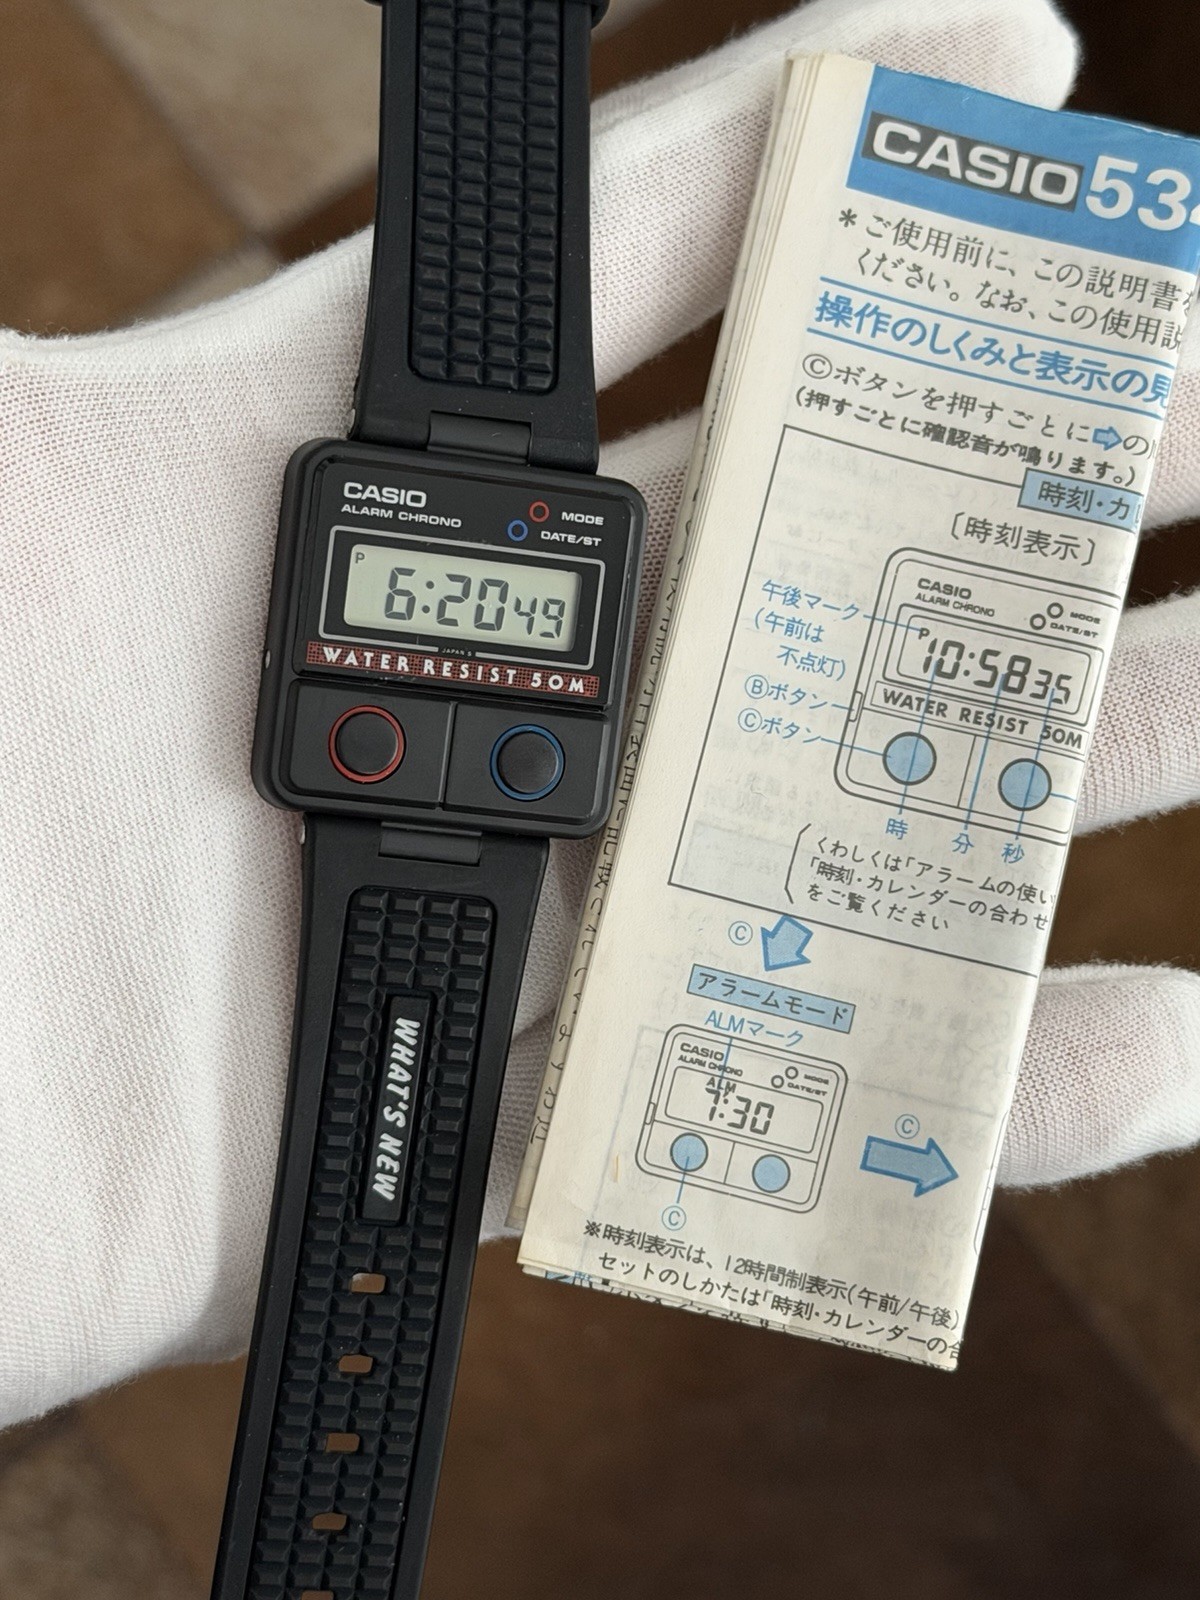 CASIO
ALARM CHRONO
MODE
DATE/ST
P
6:20 49
JAPAN S
WATER RESIST 50M
WHAT'S NEW
CASIO 53
*ご使用前に、この説明書
ください。なお、この使用説
操作のしくみと表示の見
Ⓒボタンを押すごとに⇨の
(押すごとに確認音が鳴ります。)
時刻・カ
〔時刻表示〕
午後マーク
(午前は
不点灯)
Ⓑボタン
Ⓒボタン
CASIO
ALARM CHRONO
MODE
DATE/ST
P
10:58 35
WATER RESIST 50M
時
分
秒
くわしくは「アラームの使い
「時刻・カレンダーの合わせ
をご覧ください
Ⓒ
アラームモード
ALMマーク
CASIO
ALARM CHRONO
MODE
DATE/ST
ALM
7:30
Ⓒ
Ⓒ
※時刻表示は、12時間制表示(午前/午後)
セットのしかたは「時刻・カレンダーの合